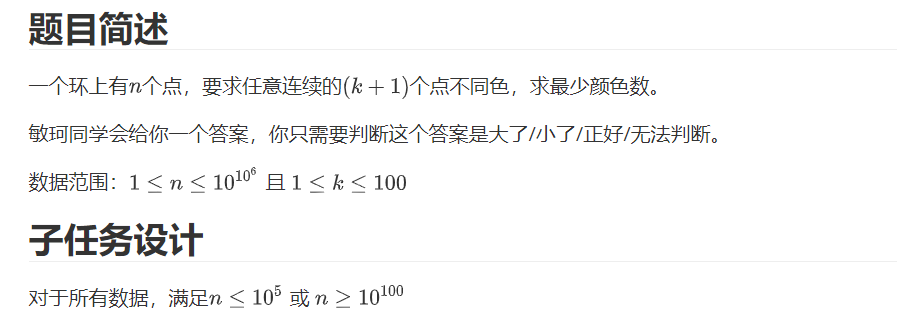 题目简述
一个环上有n个点，要求任意连续的(k + 1)个点不同色，求最少颜色数。
敏珂同学会给你一个答案，你只需要判断这个答案是大了/小了/正好/无法判断。
数据范围：1 ≤ n ≤ 10^{10^6} 且 1 ≤ k ≤ 100
子任务设计
对于所有数据，满足n ≤ 10^5 或 n ≥ 10^{100}